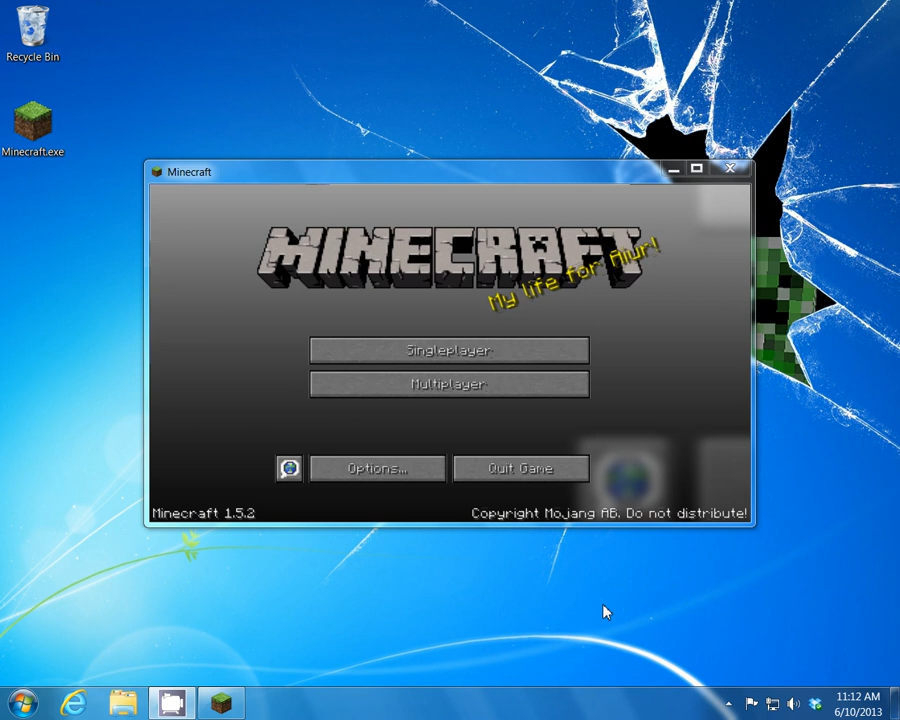 Recycle Bin
Minecraft.exe
Minecraft
MINECRAFT
My life for Aiur!
Singleplayer
Multiplayer
Options...
Quit Game
Minecraft 1.5.2
Copyright Mojang AB. Do not distribute!
11:12 AM
6/10/2013